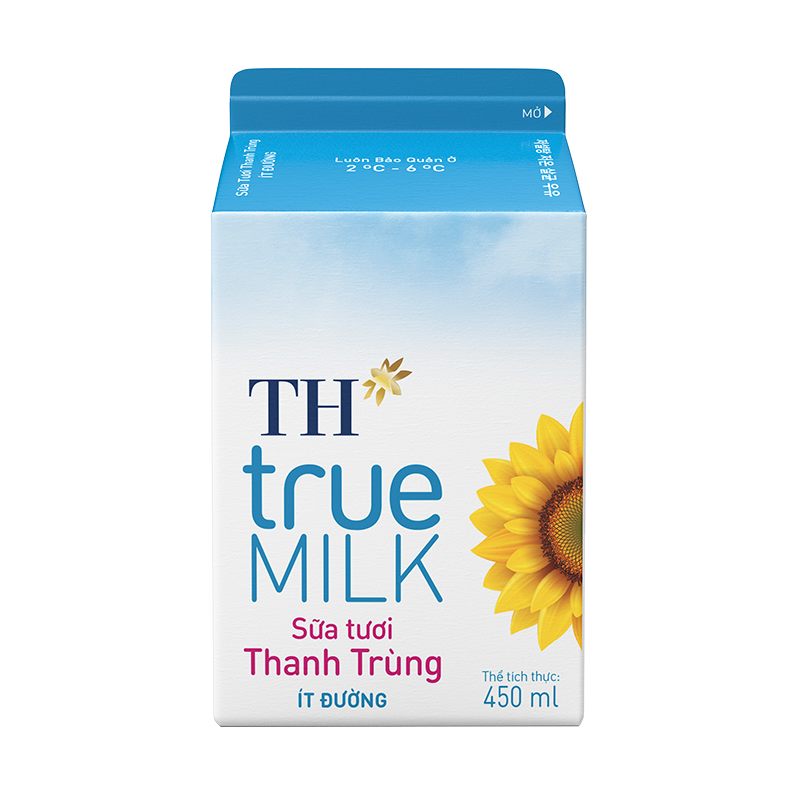 MỞ
Sữa Tươi Thanh Trùng
ÍT ĐƯỜNG
Luôn Bảo Quản Ở
2 ºC - 6 ºC
TH
true
MILK
Sữa tươi
Thanh Trùng
ÍT ĐƯỜNG
Thể tích thực:
450 ml